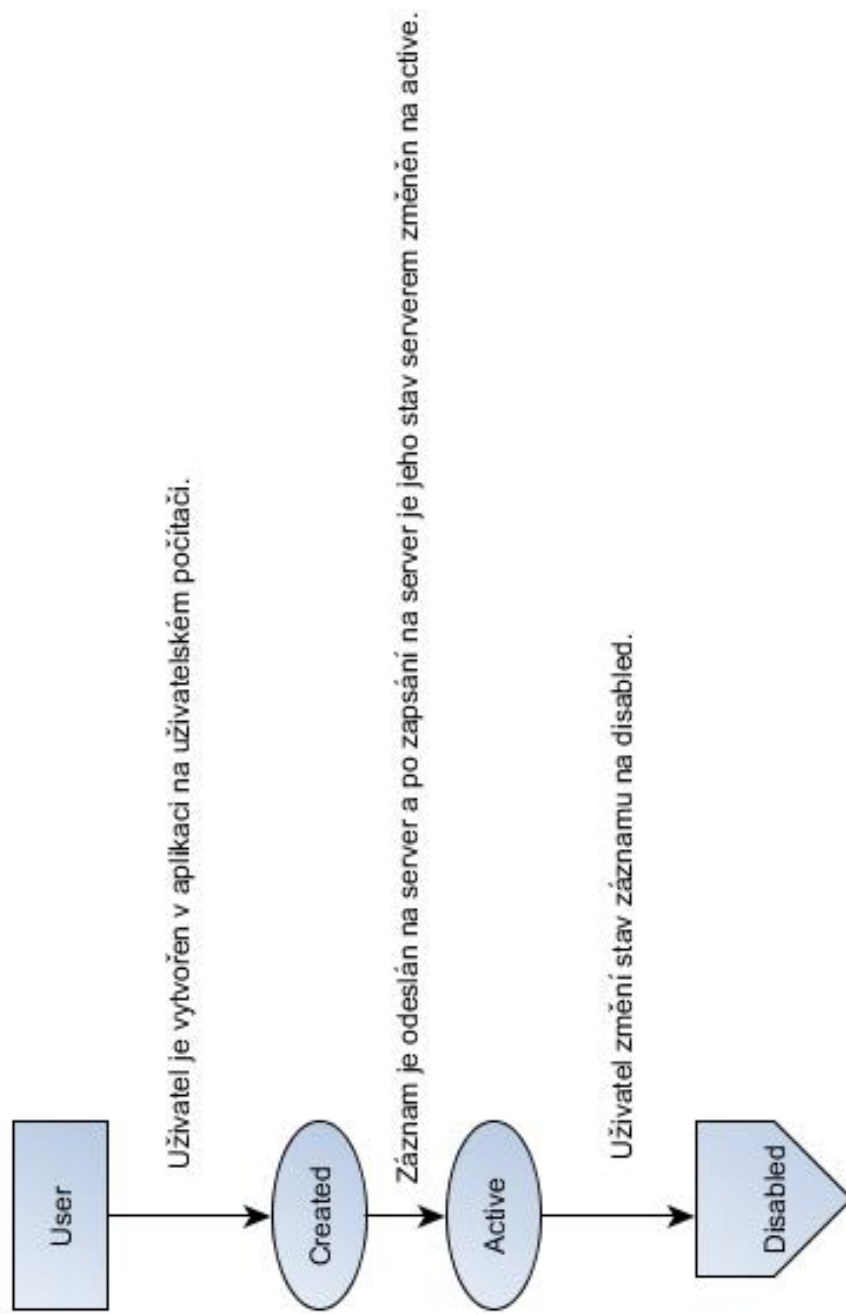 User
Uživatel je vytvořen v aplikaci na uživatelském počítači.
Created
Záznam je odeslán na server a po zapsání na server je jeho stav serverem změněn na active.
Active
Uživatel změní stav záznamu na disabled.
Disabled